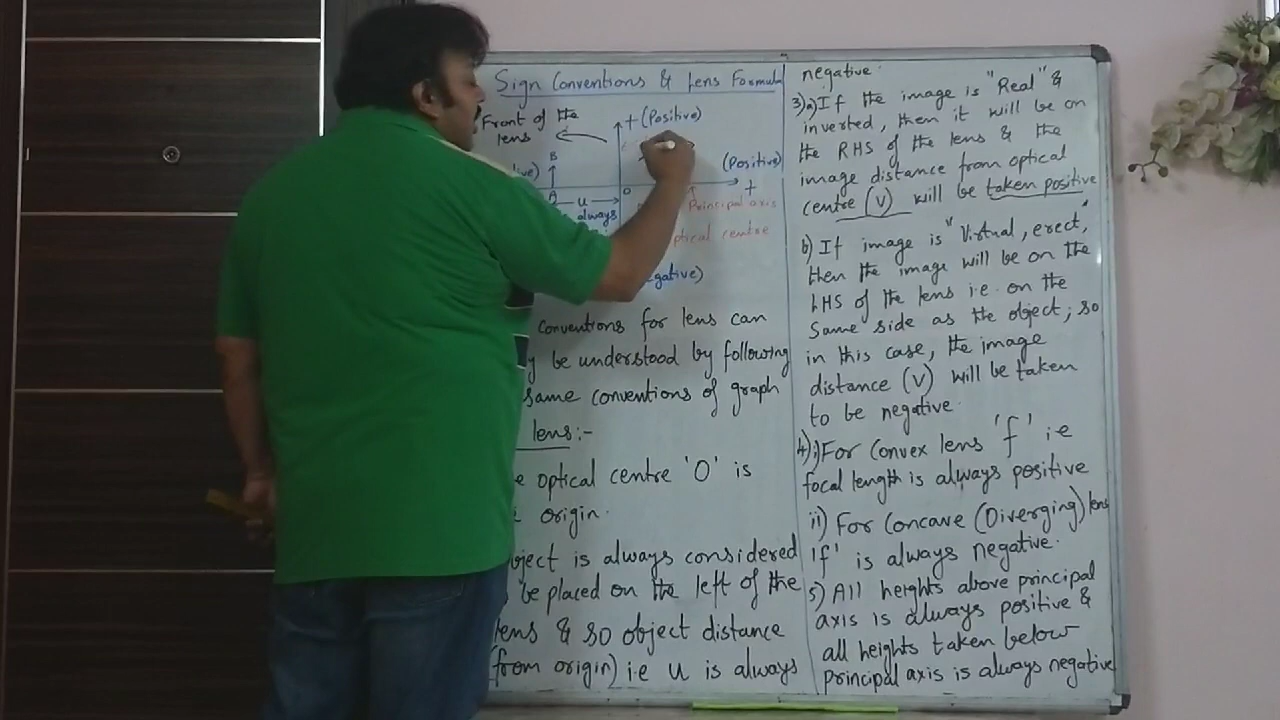 Sign Conventions & Lens Formula
Front of the
lens
+ (Positive)
B
(Positive)
+
A
O
u
Principal axis
always
optical centre
conventions for lens can
be understood by following
same conventions of graph
lens:-
optical centre 'O' is
origin.
object is always considered
be placed on the left of the
lens & so object distance
(from origin) i.e u is always
negative.
3) a) If the image is "Real" &
inverted, then it will be on
the RHS of the lens & the
image distance from optical
centre (v) will be taken positive
b) If image is "Virtual, erect,"
then the image will be on the
LHS of the lens i.e. on the
same side as the object; so
in this case, the image
distance (v) will be taken
to be negative.
4) i) For Convex lens 'f' i.e
focal length is always positive
ii) For Concave (Diverging) lens
'f' is always negative.
5) All heights above principal
axis is always positive &
all heights taken below
principal axis is always negative